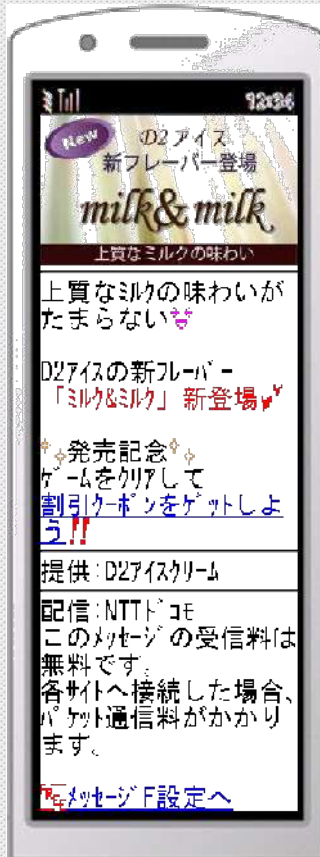 12:34
New
D2アイス
新フレーバー登場
milk&milk
上質なミルクの味わい
上質なﾐﾙｸの味わいが
たまらない
D2ｱｲｽの新ﾌﾚｰﾊﾞｰ
「ﾐﾙｸ&ﾐﾙｸ」新登場
発売記念
ｹﾞｰﾑをｸﾘｱして
割引ｸｰﾎﾟﾝをｹﾞｯﾄしよ
う!!
提供:D2ｱｲｽｸﾘｰﾑ
配信:NTTﾄﾞｺﾓ
このﾒｯｾｰｼﾞの受信料は
無料です。
各ｻｲﾄへ接続した場合、
ﾊﾟｹｯﾄ通信料がかかり
ます。
ﾒｯｾｰｼﾞF設定へ